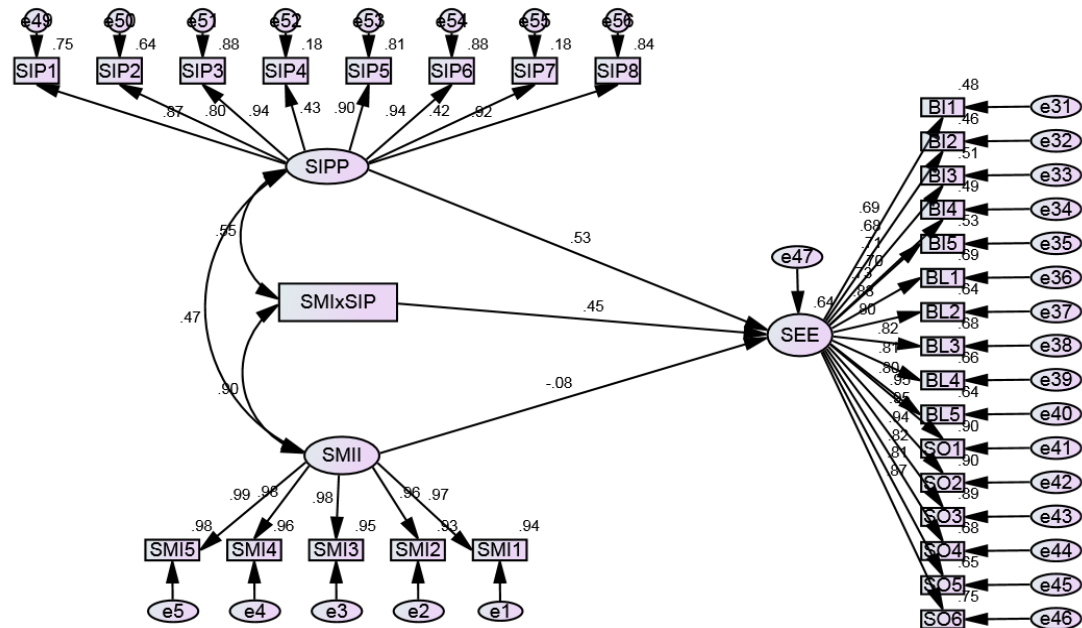 e49 e50 e51 e52 e53 e54 e55 e56
.75 .64 .88 .18 .81 .88 .18 .84
SIP1 SIP2 SIP3 SIP4 SIP5 SIP6 SIP7 SIP8
.87 .80 .94 .43 .90 .94 .42 .92
SIPP
.55
.53
.47
SMIxSIP
.45
.90
-.08
SMII
.99 .98 .98 .96 .97
.98 .96 .95 .93 .94
SMI5 SMI4 SMI3 SMI2 SMI1
e5 e4 e3 e2 e1
e47
.64
SEE
.69
.68
.71
.70
.73
.80
.82
.81
.80
.95
.95
.94
.82
.81
.87
.48
BI1 e31
.46
BI2 e32
.51
BI3 e33
.49
BI4 e34
.53
BI5 e35
.69
BL1 e36
.64
BL2 e37
.68
BL3 e38
.66
BL4 e39
.64
BL5 e40
.90
SO1 e41
.90
SO2 e42
.89
SO3 e43
.68
SO4 e44
.65
SO5 e45
.75
SO6 e46